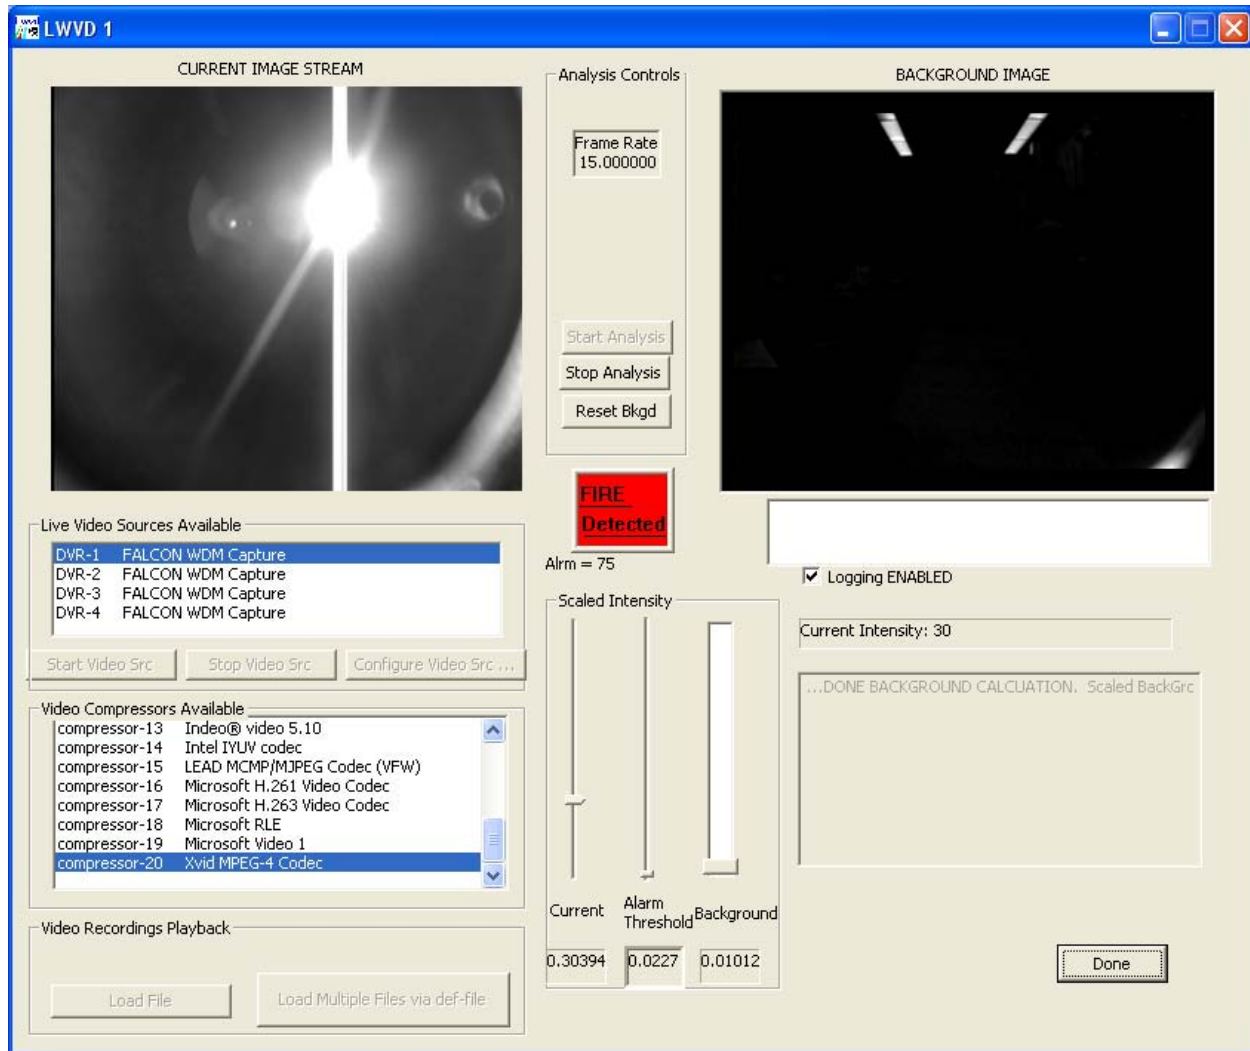 LWVD 1
CURRENT IMAGE STREAM
Analysis Controls
Frame Rate
15.000000
Start Analysis
Stop Analysis
Reset Bkgd
BACKGROUND IMAGE
FIRE
Detected
Alrm = 75
Live Video Sources Available
DVR-1 FALCON WDM Capture
DVR-2 FALCON WDM Capture
DVR-3 FALCON WDM Capture
DVR-4 FALCON WDM Capture
Start Video Src
Stop Video Src
Configure Video Src ...
Video Compressors Available
compressor-13 Indeo® video 5.10
compressor-14 Intel IYUV codec
compressor-15 LEAD MCMP/MJPEG Codec (VFW)
compressor-16 Microsoft H.261 Video Codec
compressor-17 Microsoft H.263 Video Codec
compressor-18 Microsoft RLE
compressor-19 Microsoft Video 1
compressor-20 Xvid MPEG-4 Codec
Video Recordings Playback
Load File
Load Multiple Files via def-file
Scaled Intensity
Current
Alarm
Threshold
Background
0.30394
0.0227
0.01012
Logging ENABLED
Current Intensity: 30
...DONE BACKGROUND CALCUATION. Scaled BackGrc
Done